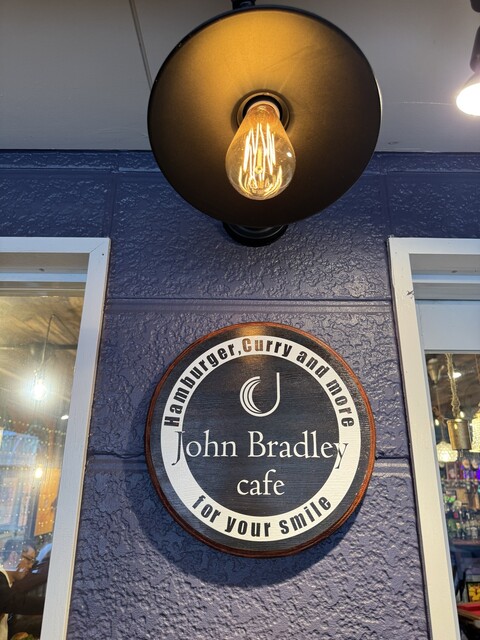 Hamburger,Curry and more
John Bradley
cafe
for your smile